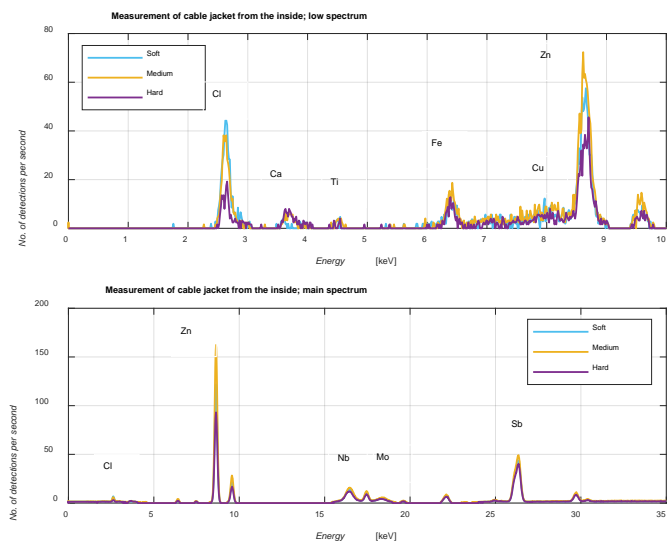 Measurement of cable jacket from the inside; low spectrum
No. of detections per second
80
60
40
20
0
Soft
Medium
Hard
Cl
Ca
Ti
Fe
Cu
Zn
0 1 2 3 4 5 6 7 8 9 10
Energy [keV]
Measurement of cable jacket from the inside; main spectrum
No. of detections per second
200
150
100
50
0
Soft
Medium
Hard
Cl
Zn
Nb
Mo
Sb
0 5 10 15 20 25 30 35
Energy [keV]